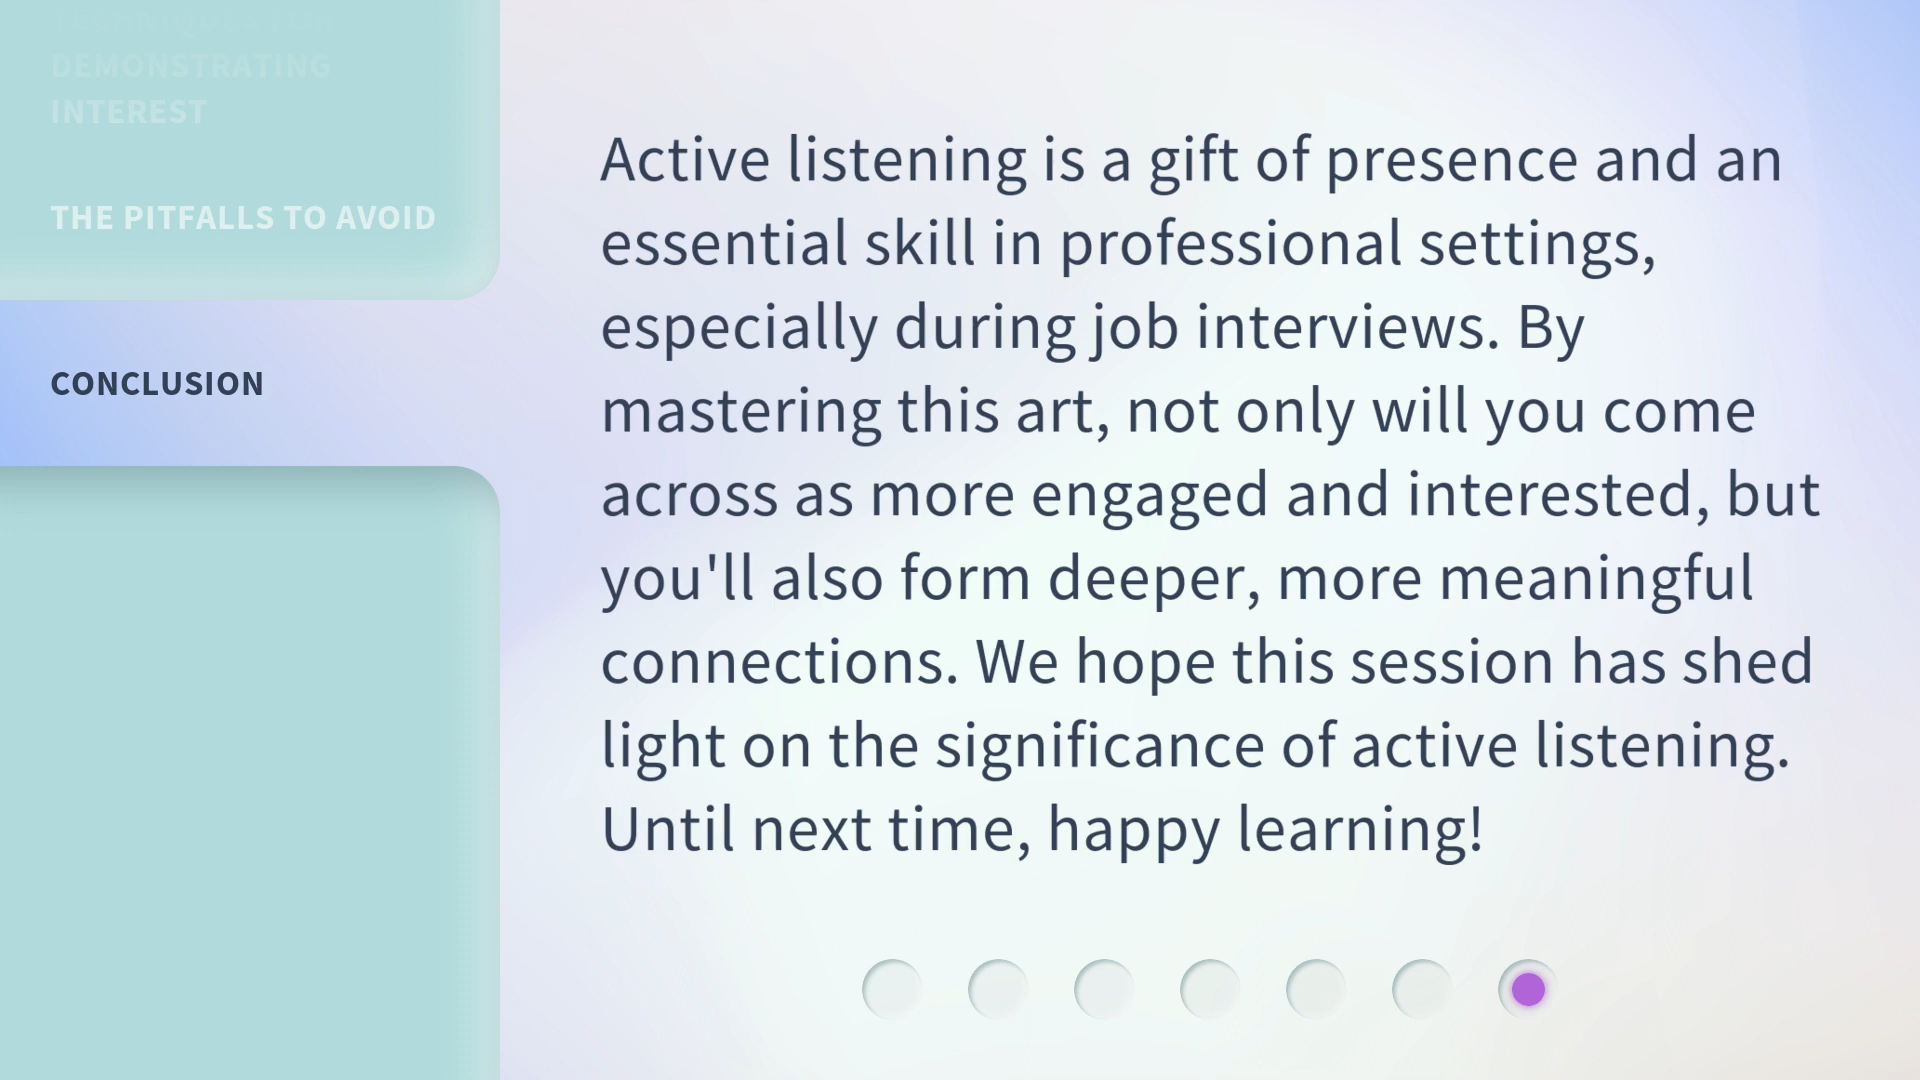 TECHNIQUES FOR
DEMONSTRATING
INTEREST
THE PITFALLS TO AVOID
CONCLUSION
Active listening is a gift of presence and an
essential skill in professional settings,
especially during job interviews. By
mastering this art, not only will you come
across as more engaged and interested, but
you'll also form deeper, more meaningful
connections. We hope this session has shed
light on the significance of active listening.
Until next time, happy learning!